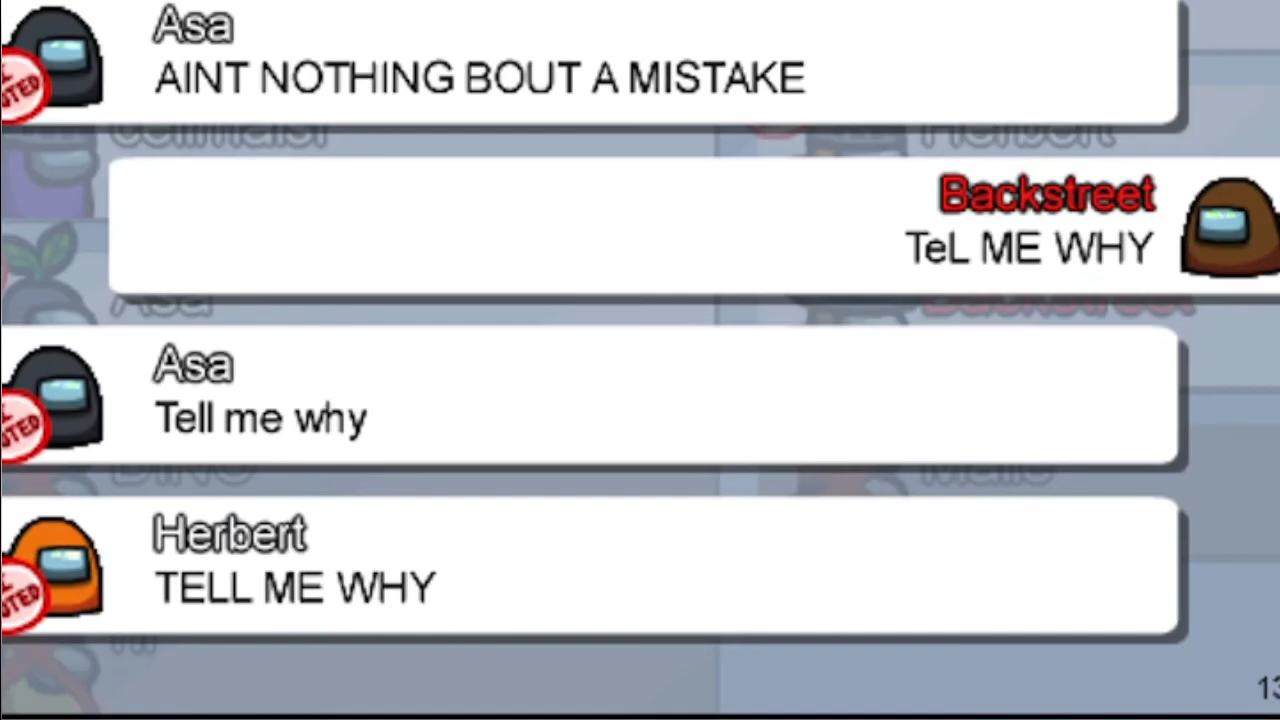 Asa
AINT NOTHING BOUT A MISTAKE
Backstreet
TeL ME WHY
Asa
Tell me why
Herbert
TELL ME WHY